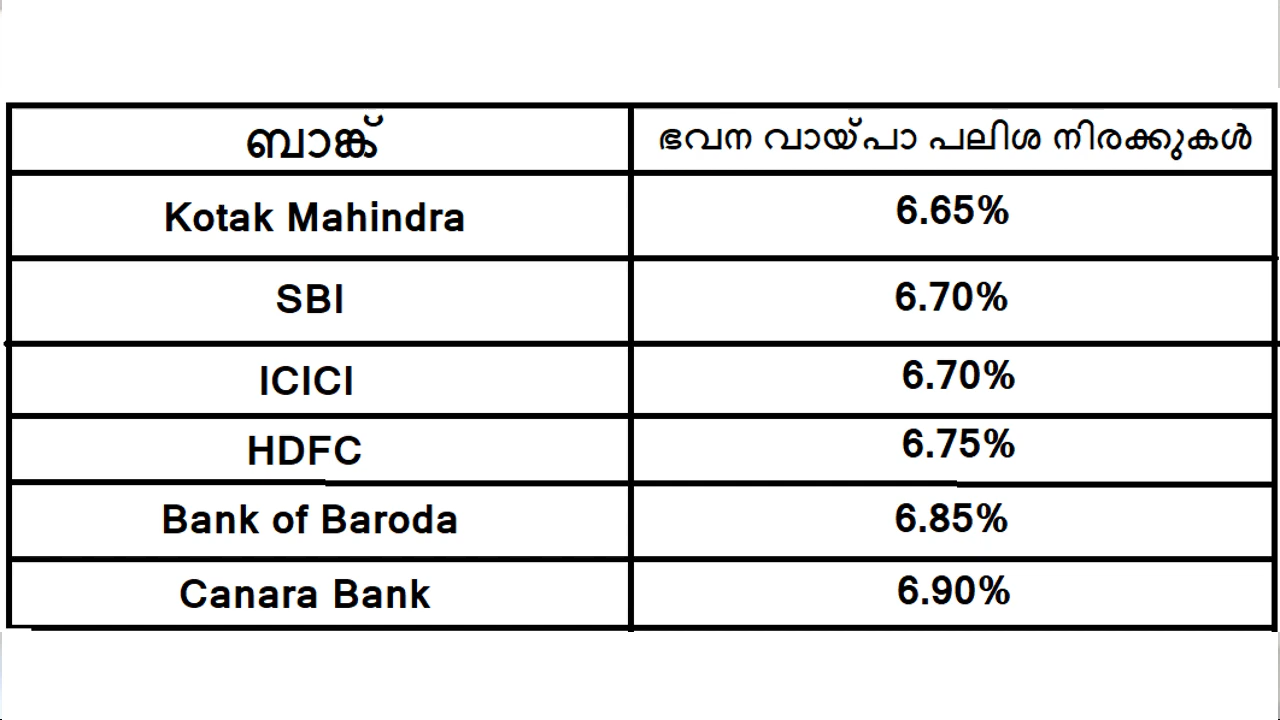 ബാങ്ക് ഭവന വായ്പാ പലിശ നിരക്കുകൾ
Kotak Mahindra 6.65%
SBI 6.70%
ICICI 6.70%
HDFC 6.75%
Bank of Baroda 6.85%
Canara Bank 6.90%